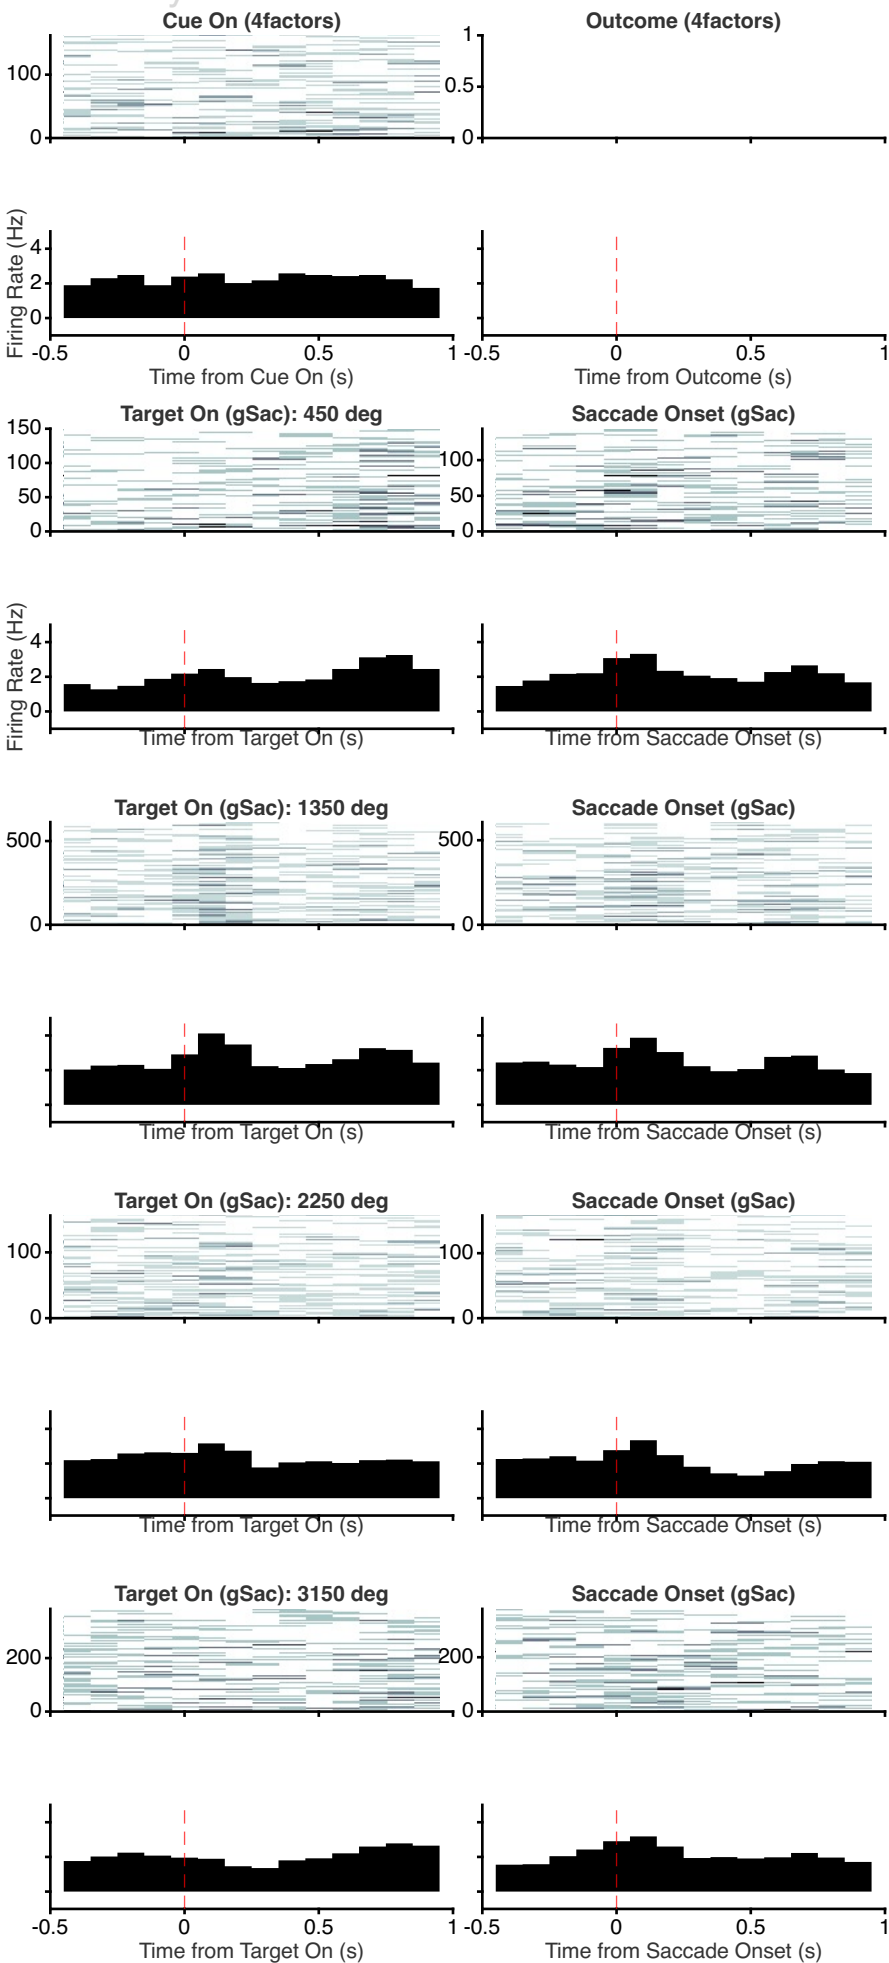 Cue On (4factors) Outcome (4factors)
100
0
1
0.5
0
Firing Rate (Hz)
4
2
0
-0.5 0 0.5 1 -0.5 0 0.5 1
Time from Cue On (s) Time from Outcome (s)
Target On (gSac): 450 deg Saccade Onset (gSac)
150
100
50
0
100
50
0
Firing Rate (Hz)
4
2
0
Time from Target On (s) Time from Saccade Onset (s)
Target On (gSac): 1350 deg Saccade Onset (gSac)
500
0
500
0
Time from Target On (s) Time from Saccade Onset (s)
Target On (gSac): 2250 deg Saccade Onset (gSac)
100
0
100
0
Time from Target On (s) Time from Saccade Onset (s)
Target On (gSac): 3150 deg Saccade Onset (gSac)
200
0
200
0
-0.5 0 0.5 1 -0.5 0 0.5 1
Time from Target On (s) Time from Saccade Onset (s)